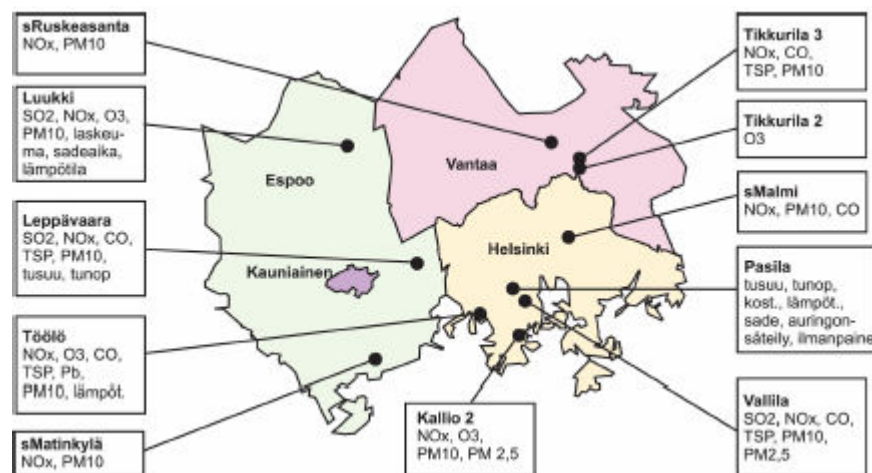 sRuskeasanta
NOx, PM10
Luukki
SO2, NOx, O3,
PM10, laskeu-
ma, sadeaika,
lämpötila
Leppävaara
SO2, NOx, CO,
TSP, PM10,
tusuu, tunop
Töölö
NOx, O3, CO,
TSP, Pb,
PM10, lämpöt.
sMatinkylä
NOx, PM10
Espoo
Kauniainen
Vantaa
Helsinki
Kallio 2
NOx, O3,
PM10, PM 2,5
Tikkurila 3
NOx, CO,
TSP, PM10
Tikkurila 2
O3
sMalmi
NOx, PM10, CO
Pasila
tusuu, tunop,
kost., lämpöt.,
sade, auringon-
säteily, ilmanpaine
Vallila
SO2, NOx, CO,
TSP, PM10,
PM2,5